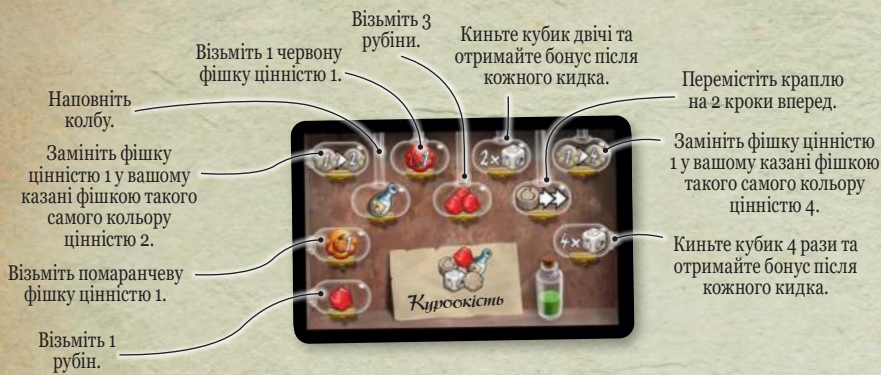 Візьміть 3
рубіни.
Візьміть 1 червону
фішку цінністю 1.
Киньте кубик двічі та
отримайте бонус після
кожного кидка.
Наповніть
колбу.
Перемістіть краплю
на 2 кроки вперед.
Замініть фішку
цінністю 1 у вашому
казані фішкою такого
самого кольору
цінністю 2.
Замініть фішку цінністю
1 у вашому казані фішкою
такого самого кольору
цінністю 4.
Візьміть помаранчеву
фішку цінністю 1.
Киньте кубик 4 рази та
отримайте бонус після
кожного кидка.
Візьміть 1
рубін.
1 2
1
2×
1 4
1
4×
Куроокість